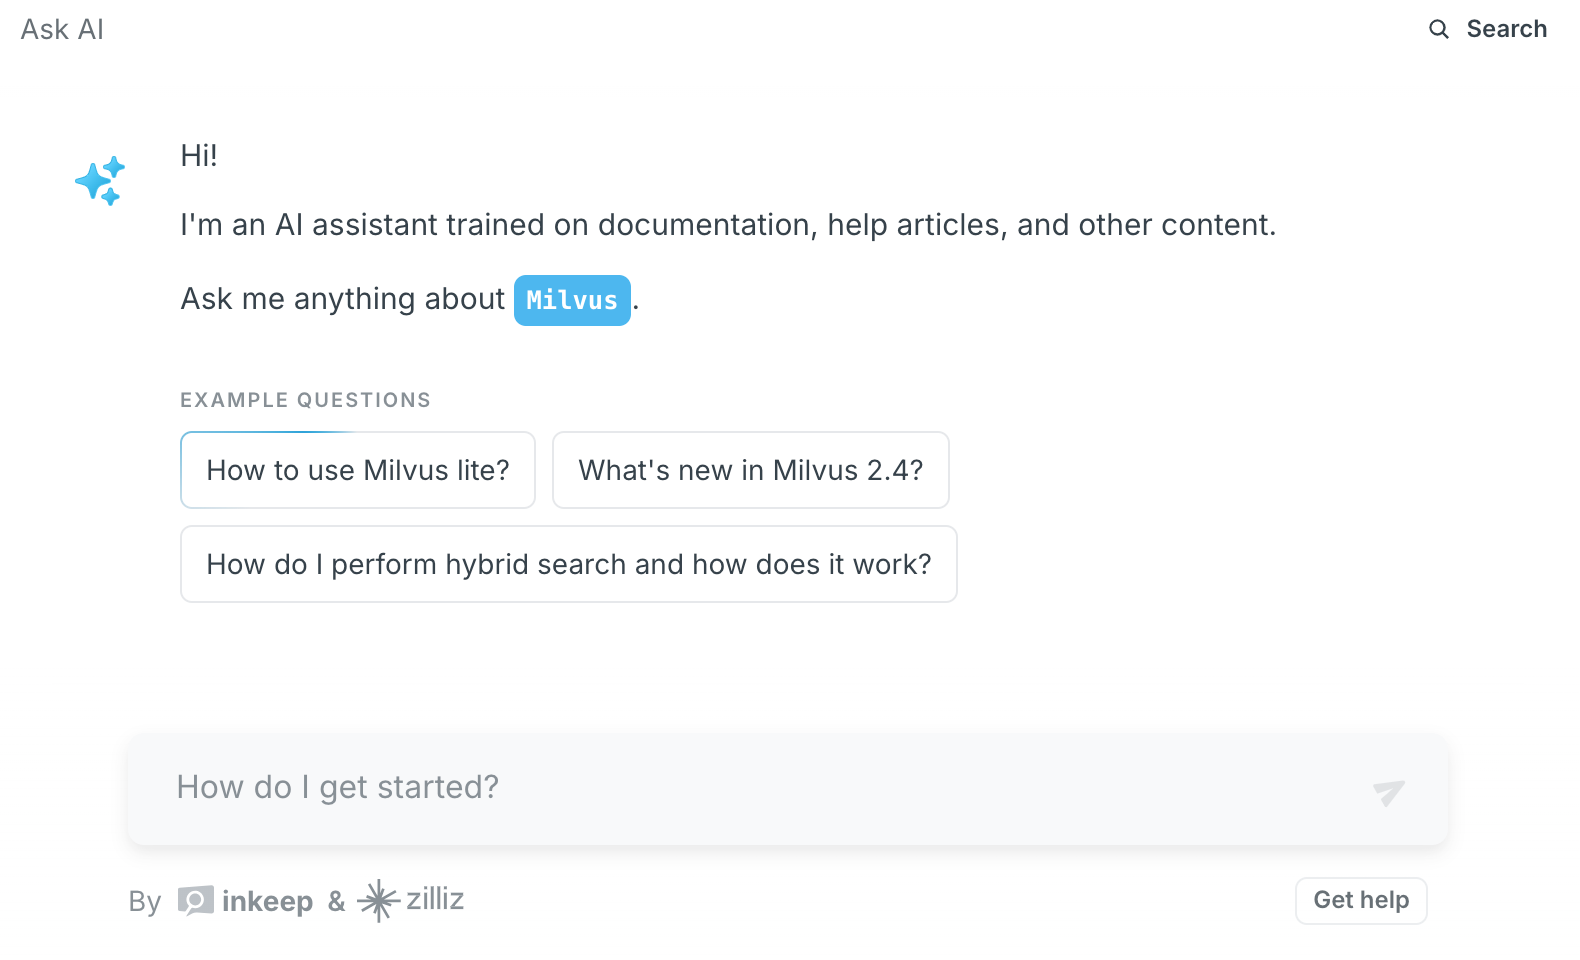 Ask AI
Search
Hi!
I'm an AI assistant trained on documentation, help articles, and other content.
Ask me anything about Milvus.
EXAMPLE QUESTIONS
How to use Milvus lite?
What's new in Milvus 2.4?
How do I perform hybrid search and how does it work?
How do I get started?
By inkeep & zilliz
Get help